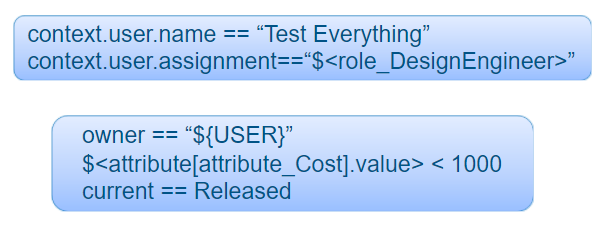 context.user.name == “Test Everything”
context.user.assignment==“$<role_DesignEngineer>”
owner == “${USER}”
$<attribute[attribute_Cost].value> < 1000
current == Released